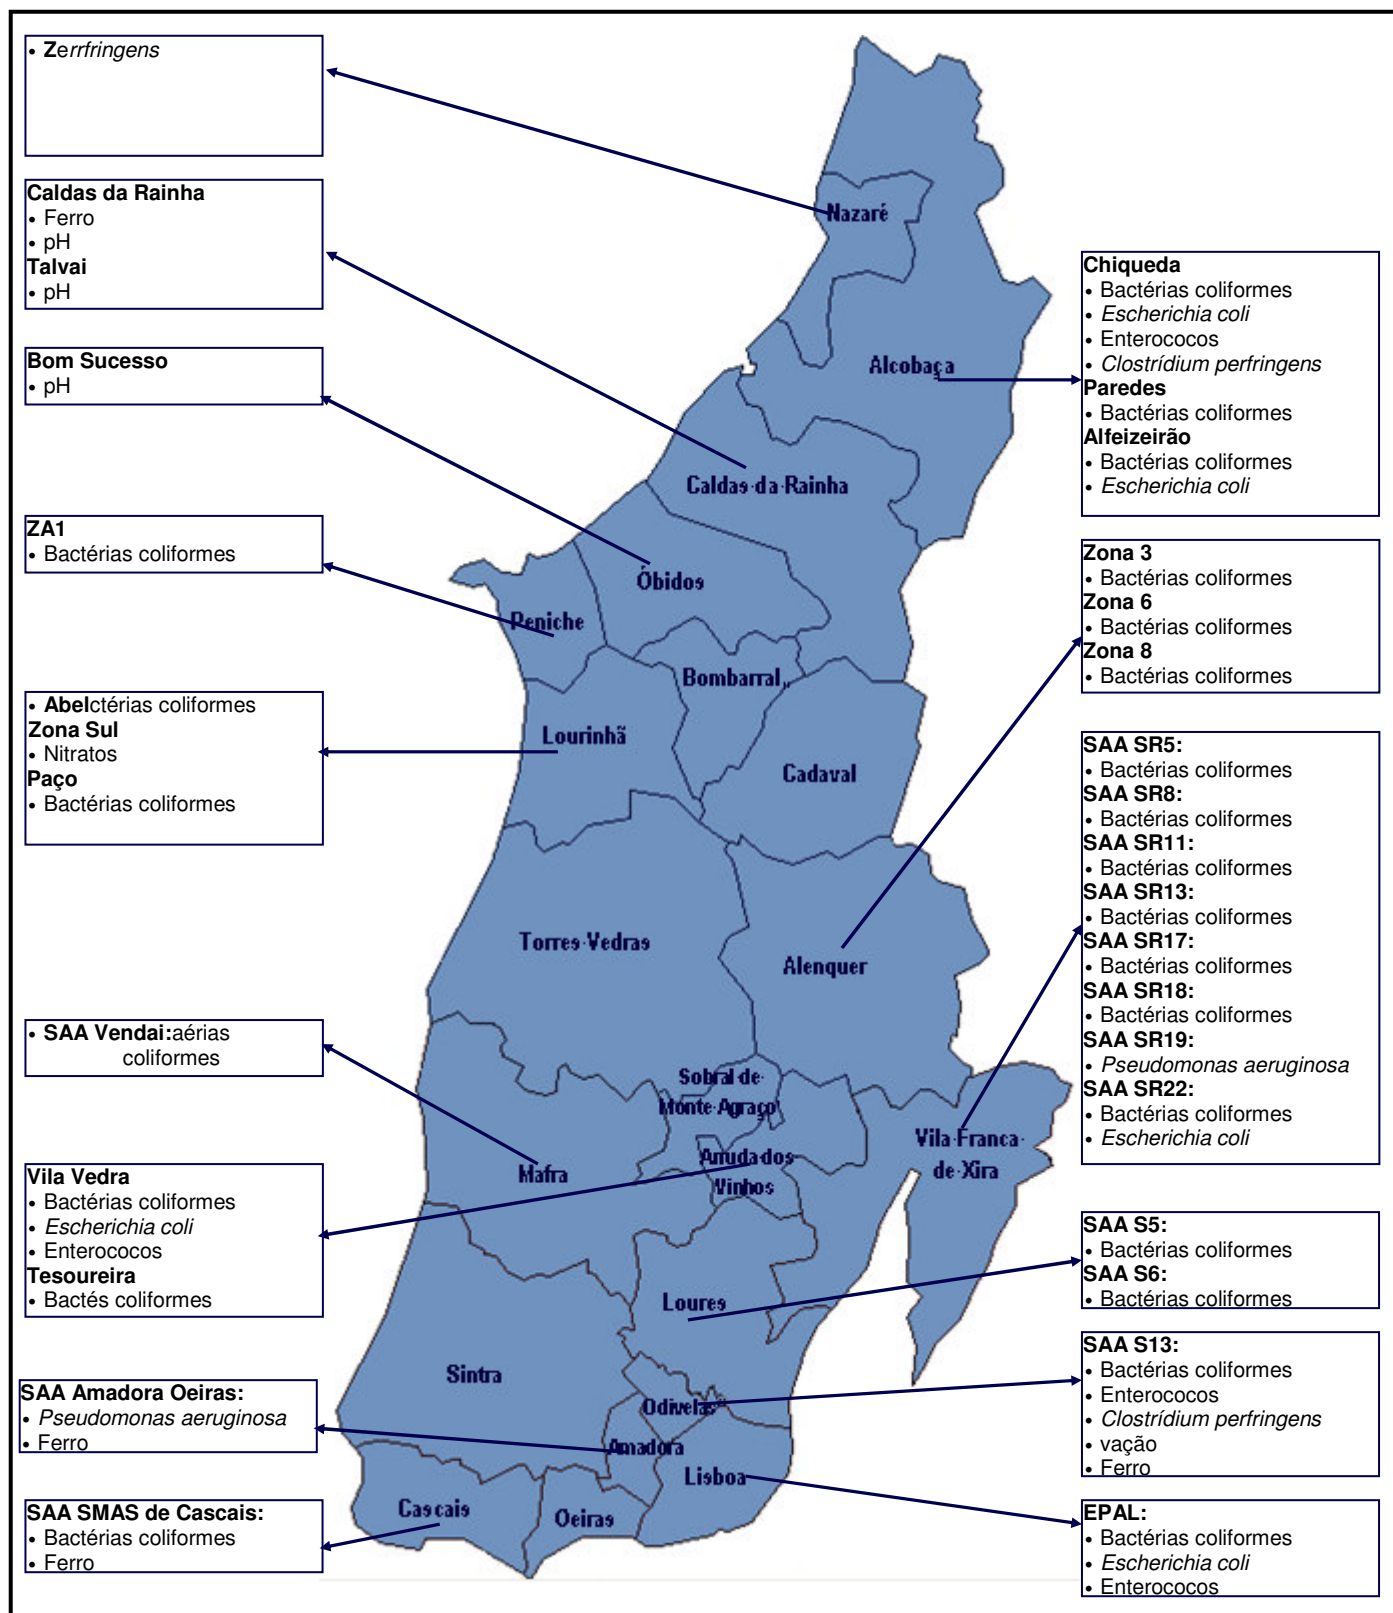 • Zerrfringens
Caldas da Rainha
• Ferro
• pH
Talvai
• pH
Bom Sucesso
• pH
ZA1
• Bactérias coliformes
• Abelctérias coliformes
Zona Sul
• Nitratos
Paço
• Bactérias coliformes
• SAA Vendai:aérias
coliformes
Vila Vedra
• Bactérias coliformes
• Escherichia coli
• Enterococos
Tesoureira
• Bactés coliformes
SAA Amadora Oeiras:
• Pseudomonas aeruginosa
• Ferro
SAA SMAS de Cascais:
• Bactérias coliformes
• Ferro
Nazaré
Alcobaça
Caldas da Rainha
Óbidos
Peniche
Bombarral
Lourinhã
Cadaval
Torres Vedras
Alenquer
Sobral de
Monte Agraço
Mafra
Arruda dos
Vinhos
Vila Franca
de Xira
Loures
Sintra
Odivelas
Amadora
Lisboa
Cascais
Oeiras
Chiqueda
• Bactérias coliformes
• Escherichia coli
• Enterococos
• Clostrídium perfringens
Paredes
• Bactérias coliformes
Alfeizeirão
• Bactérias coliformes
• Escherichia coli
Zona 3
• Bactérias coliformes
Zona 6
• Bactérias coliformes
Zona 8
• Bactérias coliformes
SAA SR5:
• Bactérias coliformes
SAA SR8:
• Bactérias coliformes
SAA SR11:
• Bactérias coliformes
SAA SR13:
• Bactérias coliformes
SAA SR17:
• Bactérias coliformes
SAA SR18:
• Bactérias coliformes
SAA SR19:
• Pseudomonas aeruginosa
SAA SR22:
• Bactérias coliformes
• Escherichia coli
SAA S5:
• Bactérias coliformes
SAA S6:
• Bactérias coliformes
SAA S13:
• Bactérias coliformes
• Enterococos
• Clostrídium perfringens
• vação
• Ferro
EPAL:
• Bactérias coliformes
• Escherichia coli
• Enterococos